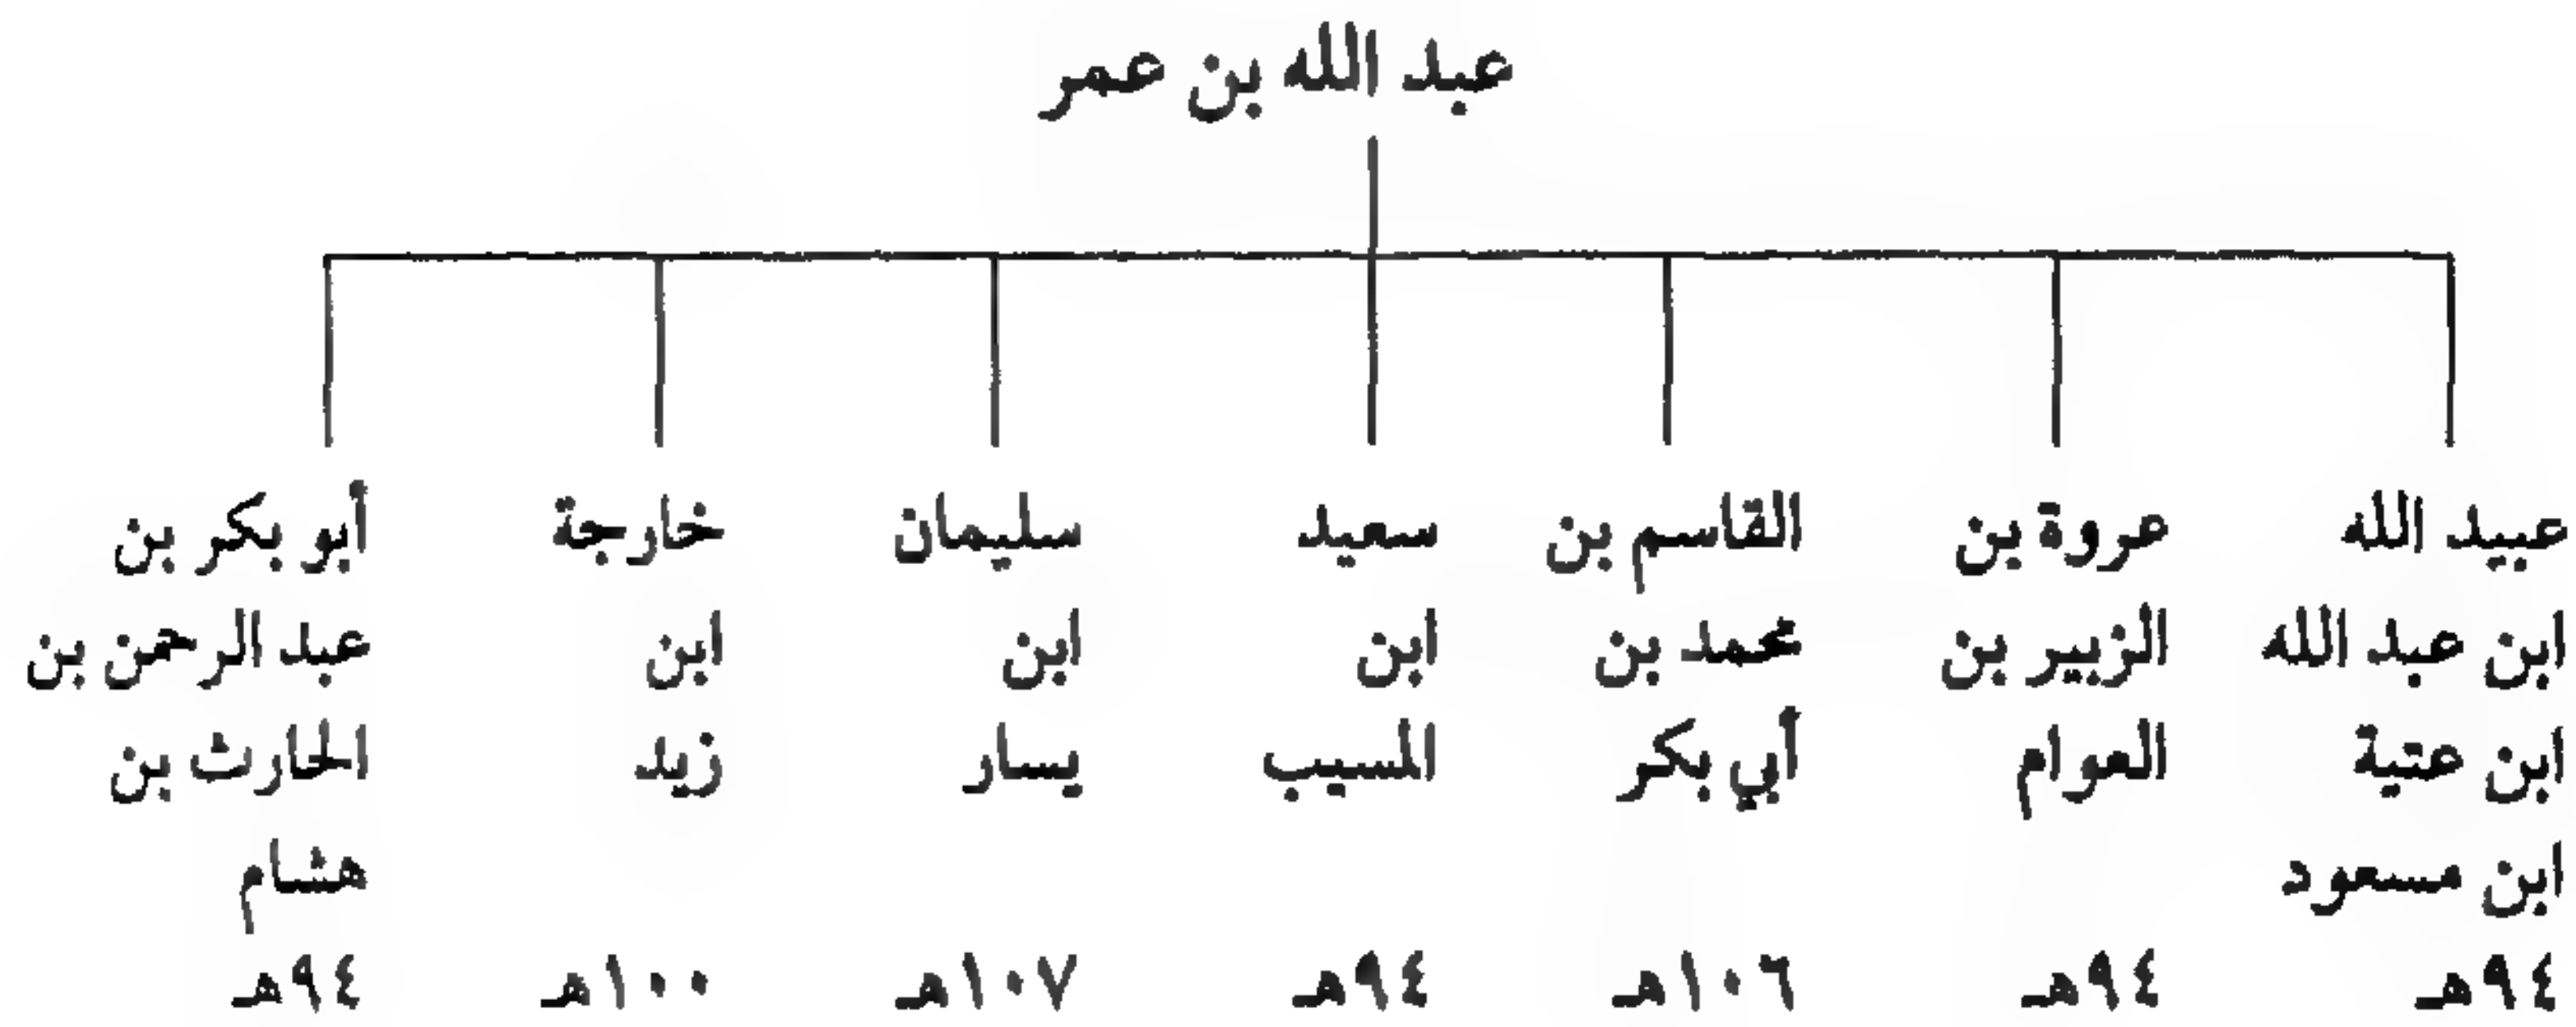 عبد الله بن عمر
عبيد الله
ابن عبد الله
ابن عتية
ابن مسعود
٩٤هـ
عروة بن
الزبير بن
العوام
٩٤هـ
القاسم بن
محمد بن
أبي بكر
١٠٦هـ
سعيد
ابن
المسيب
٩٤هـ
سليمان
ابن
يسار
١٠٧هـ
خارجة
ابن
زيد
١٠٠هـ
أبو بكر بن
عبد الرحمن بن
الحارث بن
هشام
٩٤هـ